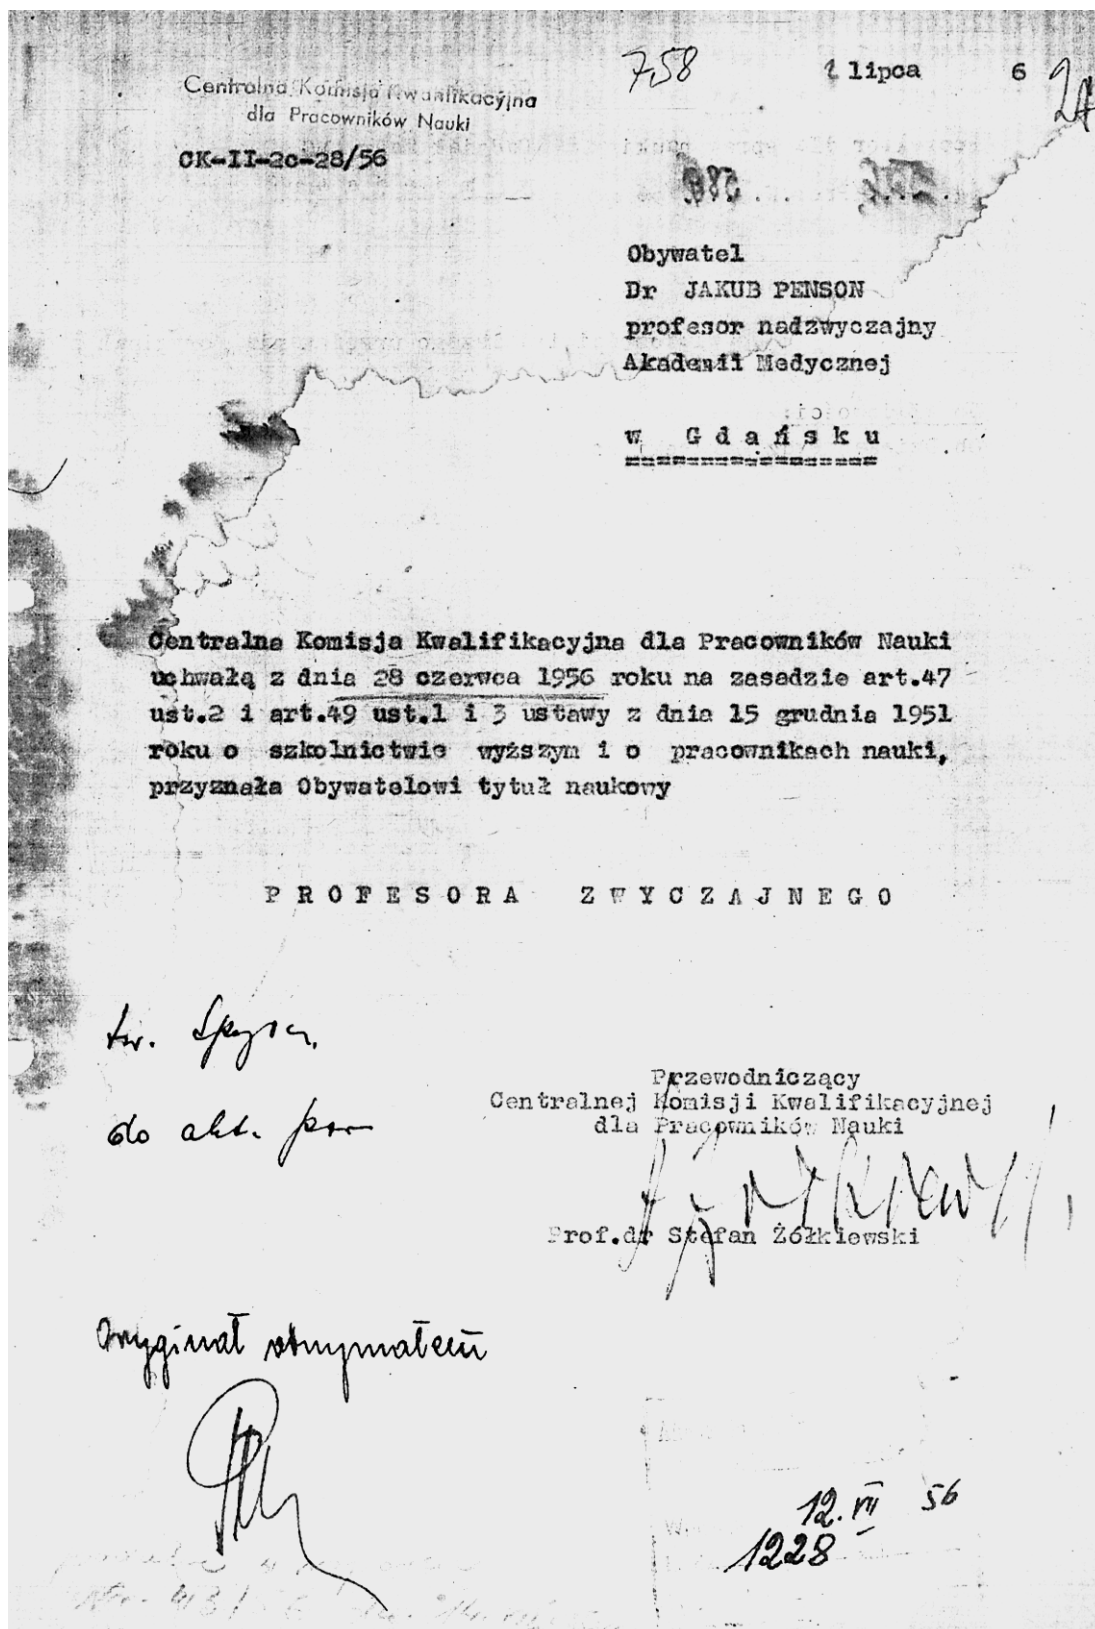 758 2 lipca 6 24
Centralna Komisja Kwalifikacyjna
dla Pracowników Nauki
CK-II-2c-28/56
Obywatel
Dr JAKUB PENSON
profesor nadzwyczajny
Akademii Medycznej
w Gdańsku
Centralna Komisja Kwalifikacyjna dla Pracowników Nauki
uchwałą z dnia 28 czerwca 1956 roku na zasadzie art.47
ust.2 i art.49 ust.1 i 3 ustawy z dnia 15 grudnia 1951
roku o szkolnictwie wyższym i o pracownikach nauki,
przyznała Obywatelowi tytuł naukowy
PROFESORA ZWYCZAJNEGO
do akt.
Przewodniczący
Centralnej Komisji Kwalifikacyjnej
dla Pracowników Nauki
Prof.dr Stefan Żółkiewski
Oryginał otrzymałem
12. VII 56
1228